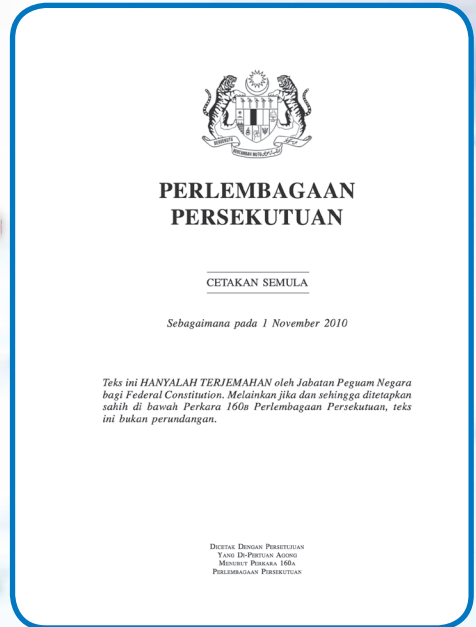 PERLEMBAGAAN
PERSEKUTUAN
CETAKAN SEMULA
Sebagaimana pada 1 November 2010
Teks ini HANYALAH TERJEMAHAN oleh Jabatan Peguam Negara
bagi Federal Constitution. Melainkan jika dan sehingga ditetapkan
sahih di bawah Perkara 160B Perlembagaan Persekutuan, teks
ini bukan perundangan.
DICETAK DENGAN PERSETUJUAN
YANG DI-PERTUAN AGONG
MENURUT PERKARA 160A
PERLEMBAGAAN PERSEKUTUAN